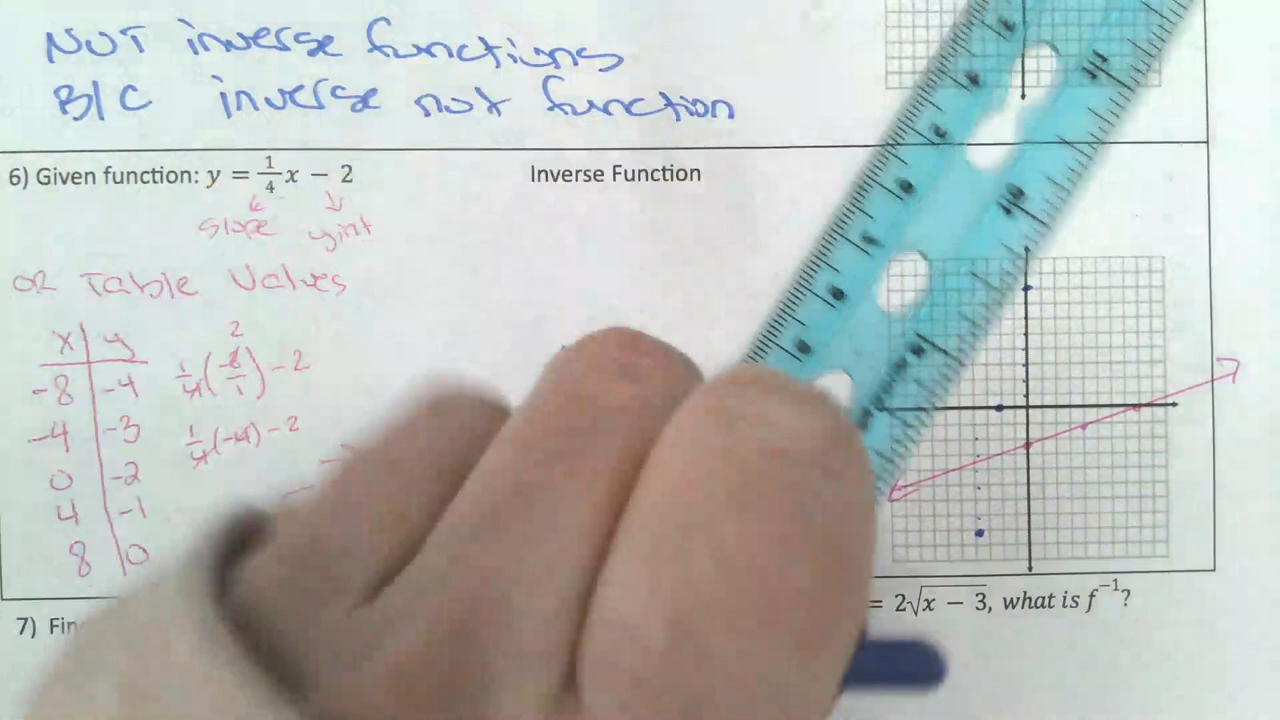 NOT inverse functions
B/C inverse not function
6) Given function: y = 1/4 x − 2
Inverse Function
slope yint
OR Table Values
x y
2
-8 -4 1/4(-8/1)-2
-4 -3 1/4(-4)-2
0 -2
4 -1
8 0
7) Fin
= 2√x − 3, what is f⁻¹?